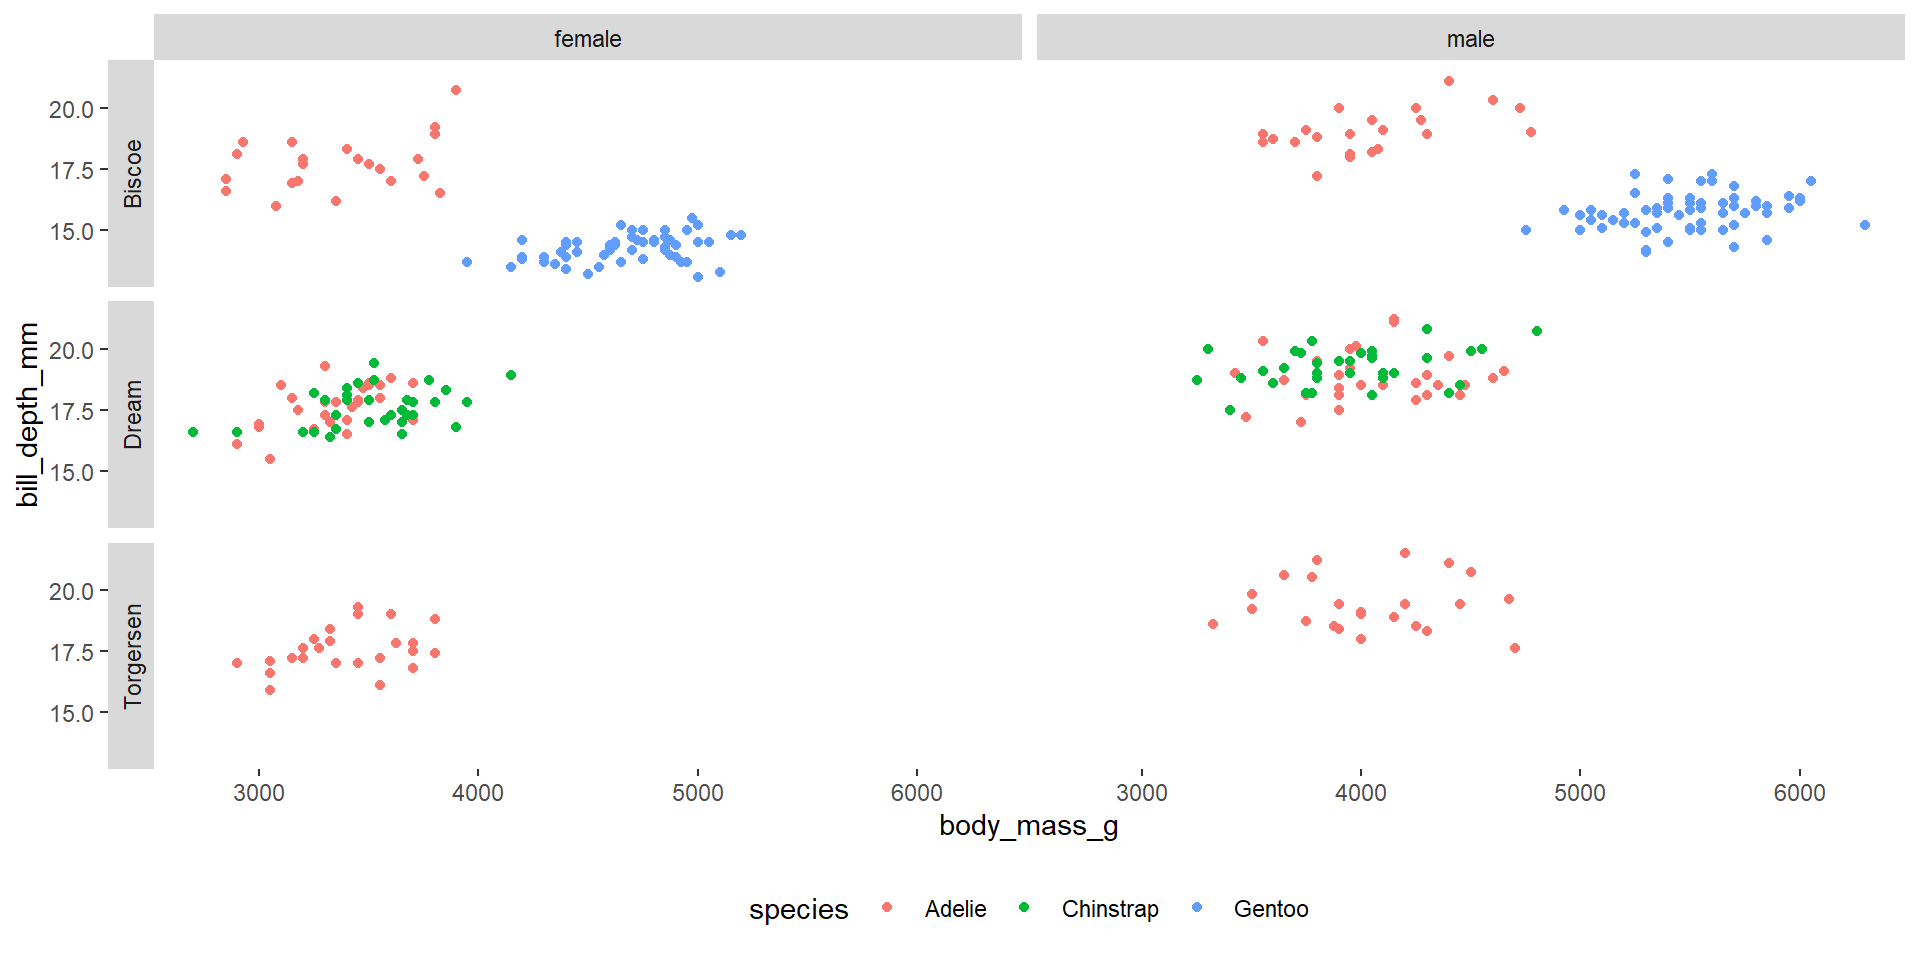 female
male
Biscoe
20.0
17.5
15.0
Dream
20.0
17.5
15.0
Torgersen
20.0
17.5
15.0
bill_depth_mm
3000 4000 5000 6000
3000 4000 5000 6000
body_mass_g
species Adelie Chinstrap Gentoo